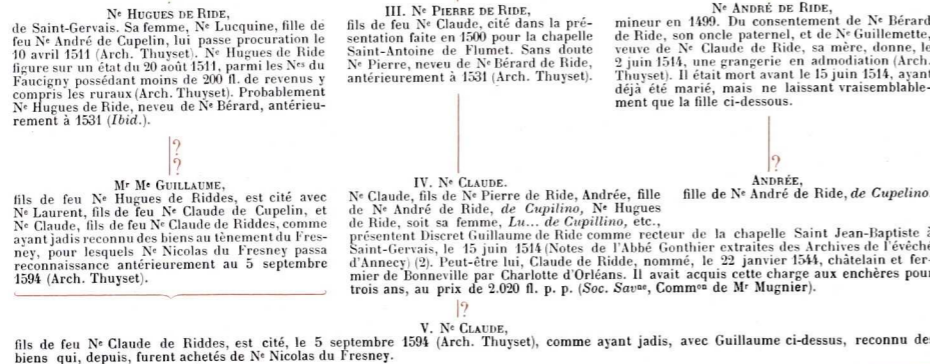 Ne HUGUES DE RIDE,
de Saint-Gervais. Sa femme, Ne Lucquine, fille de
feu Ne André de Cupelin, lui passe procuration le
10 avril 1511 (Arch. Thuyset). Ne Hugues de Ride
figure sur un état du 20 août 1511, parmi les Nes du
Faucigny possédant moins de 200 fl. de revenus y
compris les ruraux (Arch. Thuyset). Probablement
Ne Hugues de Ride, neveu de Ne Bérard, antérieu-
rement à 1531 (Ibid.).
III. Ne PIERRE DE RIDE,
fils de feu Ne Claude, cité dans la pré-
sentation faite en 1500 pour la chapelle
Saint-Antoine de Flumet. Sans doute
Ne Pierre, neveu de Ne Bérard de Ride,
antérieurement à 1531 (Arch. Thuyset).
Ne ANDRÉ DE RIDE,
mineur en 1499. Du consentement de Ne Bérard
de Ride, son oncle paternel, et de Ne Guillemette,
veuve de Ne Claude de Ride, sa mère, donne, le
2 juin 1514, une grangerie en admodiation (Arch.
Thuyset). Il était mort avant le 15 juin 1514, ayant
déjà été marié, mais ne laissant vraisemblable-
ment que la fille ci-dessous.
?
?
?
Mr Me GUILLAUME,
fils de feu Ne Hugues de Riddes, est cité avec
Ne Laurent, fils de feu Ne Claude de Cupelin, et
Ne Claude, fils de feu Ne Claude de Riddes, comme
ayant jadis reconnu des biens au tènement du Fres-
ney, pour lesquels Ne Nicolas du Fresney passa
reconnaissance antérieurement au 5 septembre
1594 (Arch. Thuyset).
IV. Ne CLAUDE.
Ne Claude, fils de Ne Pierre de Ride, Andrée, fille
de Ne André de Ride, de Cupilino, Ne Hugues
de Ride, soit sa femme, Lu... de Cupillino, etc.,
présentent Discret Guillaume de Ride comme recteur de la chapelle Saint Jean-Baptiste à
Saint-Gervais, le 15 juin 1514 (Notes de l'Abbé Gonthier extraites des Archives de l'évêché
d'Annecy) (2). Peut-être lui, Claude de Ridde, nommé, le 22 janvier 1544, châtelain et fer-
mier de Bonneville par Charlotte d'Orléans. Il avait acquis cette charge aux enchères pour
trois ans, au prix de 2.020 fl. p. p. (Soc. Savne, Common de Mr Mugnier).
ANDRÉE,
fille de Ne André de Ride, de Cupelino.
?
V. Ne CLAUDE,
fils de feu Ne Claude de Riddes, est cité, le 5 septembre 1594 (Arch. Thuyset), comme ayant jadis, avec Guillaume ci-dessus, reconnu des
biens qui, depuis, furent achetés de Ne Nicolas du Fresney.